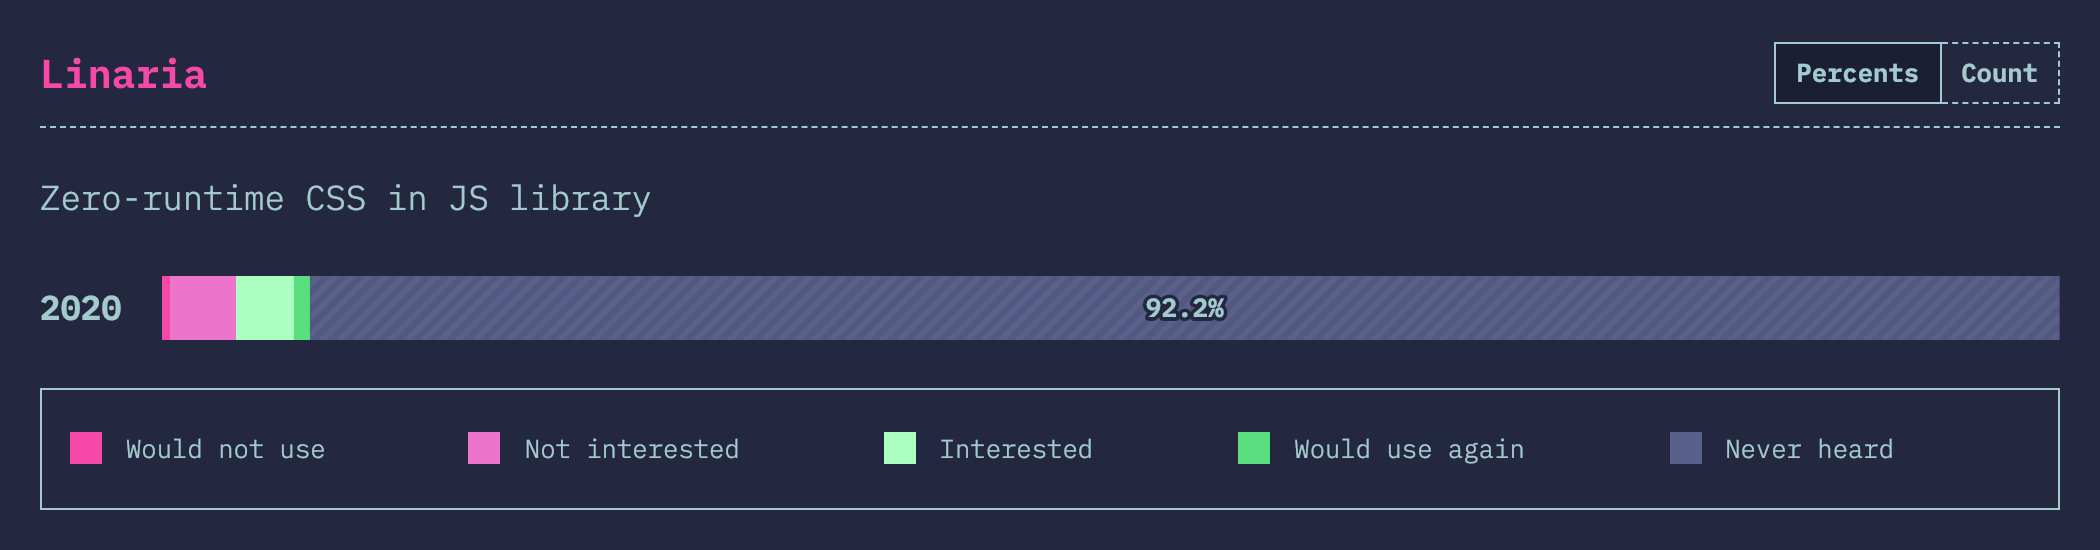 Linaria
Percents Count
Zero-runtime CSS in JS library
2020 92.2%
Would not use Not interested Interested Would use again Never heard